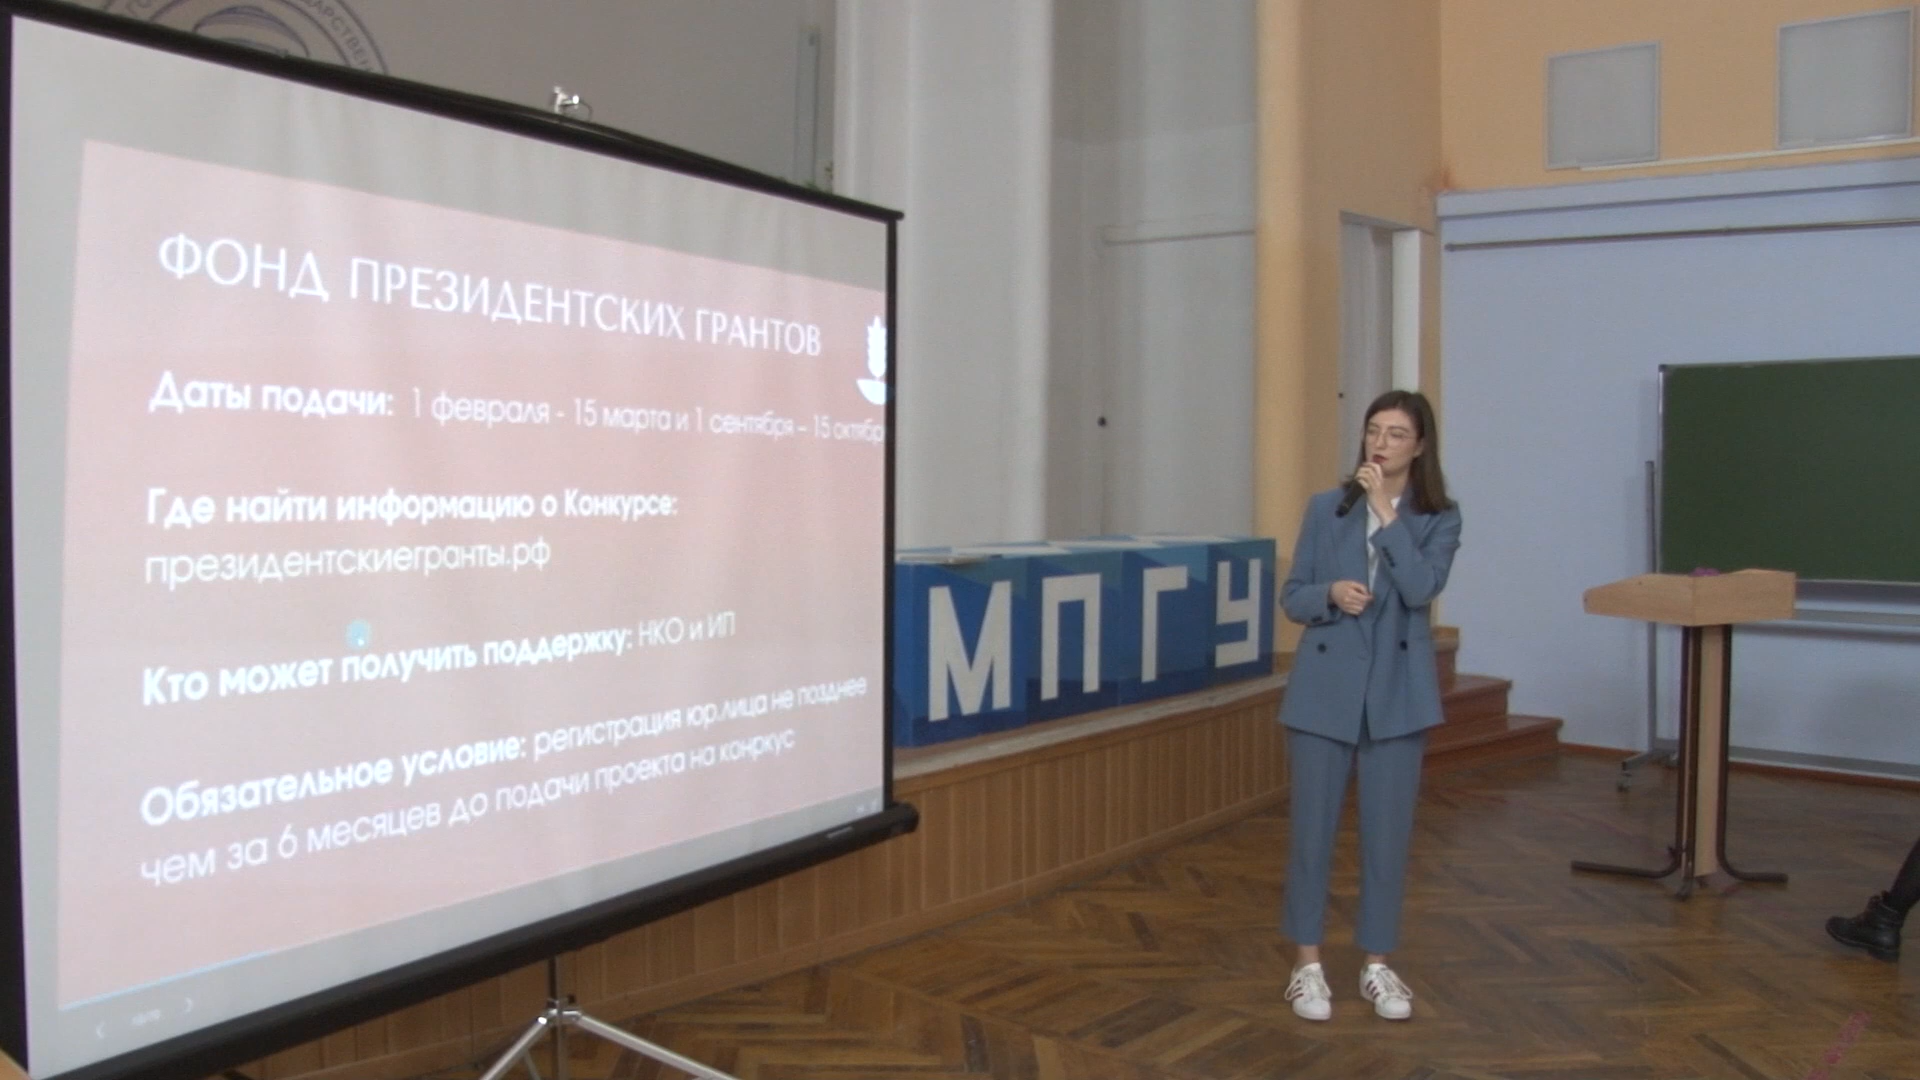 ФОНД ПРЕЗИДЕНТСКИХ ГРАНТОВ
Даты подачи: 1 февраля - 15 марта и 1 сентября – 15 октябр
Где найти информацию о Конкурсе:
президентскиегранты.рф
Кто может получить поддержку: НКО и ИП
Обязательное условие: регистрация юр.лица не позднее
чем за 6 месяцев до подачи проекта на конркус
МПГУ